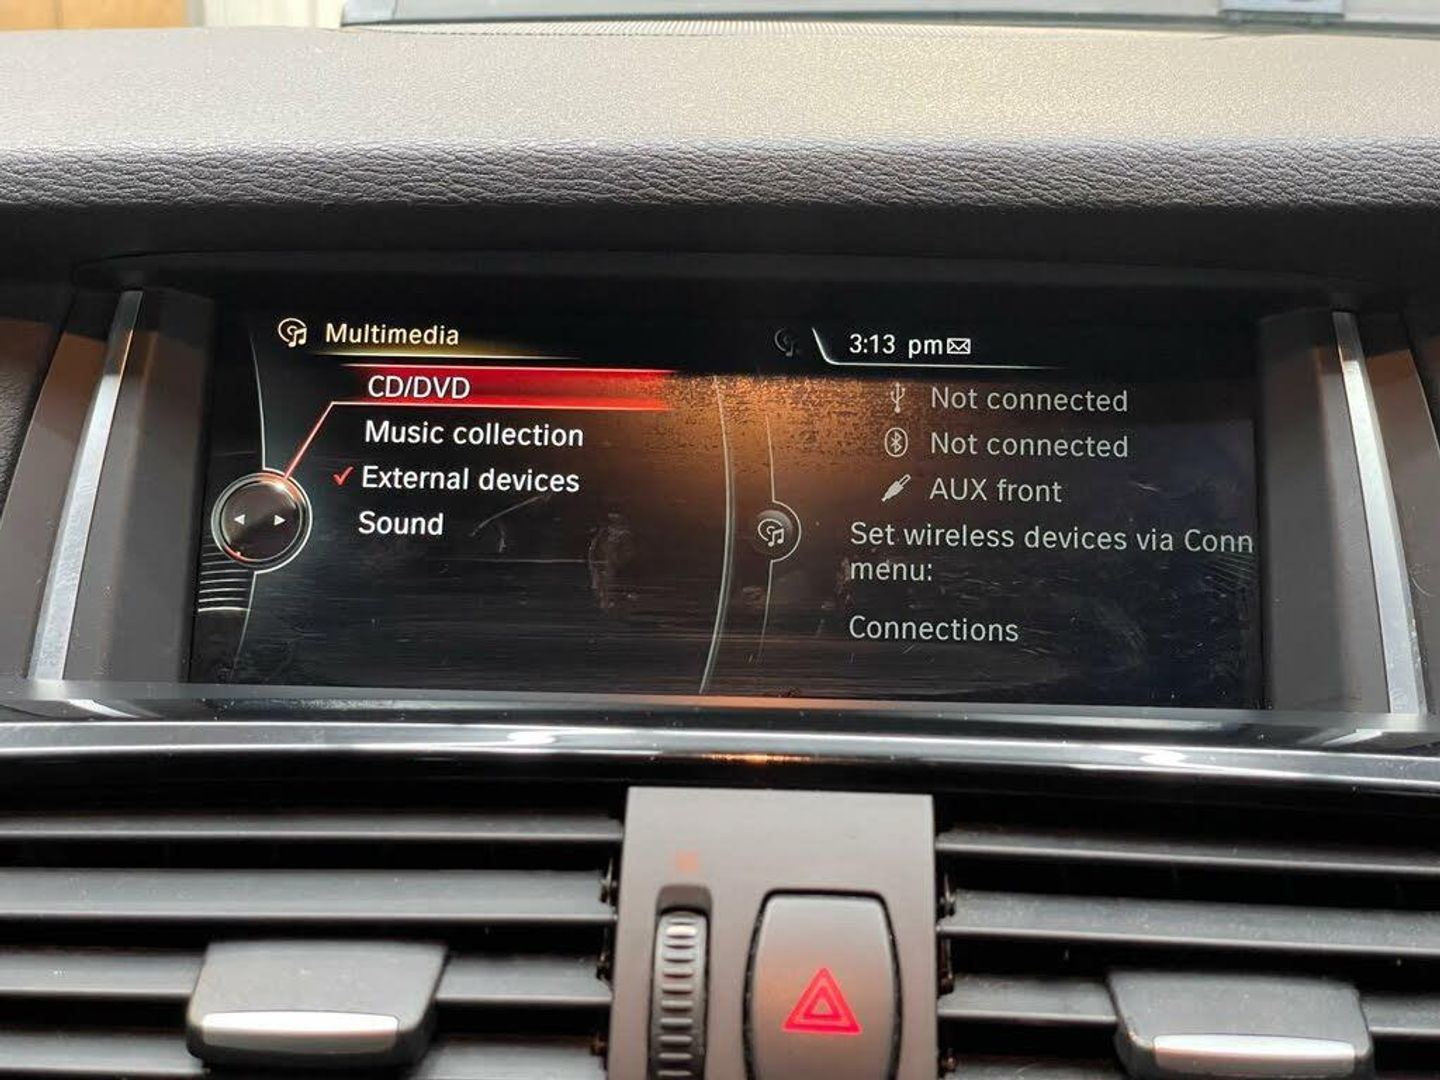 Multimedia
CD/DVD
Music collection
External devices
Sound
3:13 pm
Not connected
Not connected
AUX front
Set wireless devices via Conn
menu:
Connections